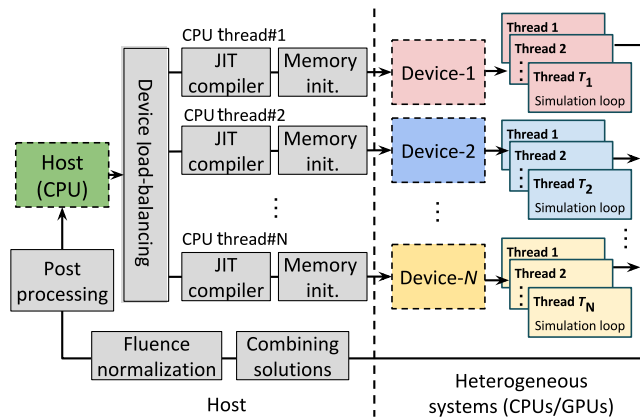 CPU thread#1
JIT
compiler
Memory
init.
Device-1
Thread 1
Thread 2
⋮
Thread T1
Simulation loop
CPU thread#2
JIT
compiler
Memory
init.
Device-2
Thread 1
Thread 2
⋮
Thread T2
Simulation loop
Host
(CPU)
Device load-balancing
⋮
⋮
⋮
CPU thread#N
JIT
compiler
Memory
init.
Device-N
Thread 1
Thread 2
⋮
Thread TN
Simulation loop
Post
processing
Fluence
normalization
Combining
solutions
Host
Heterogeneous
systems (CPUs/GPUs)